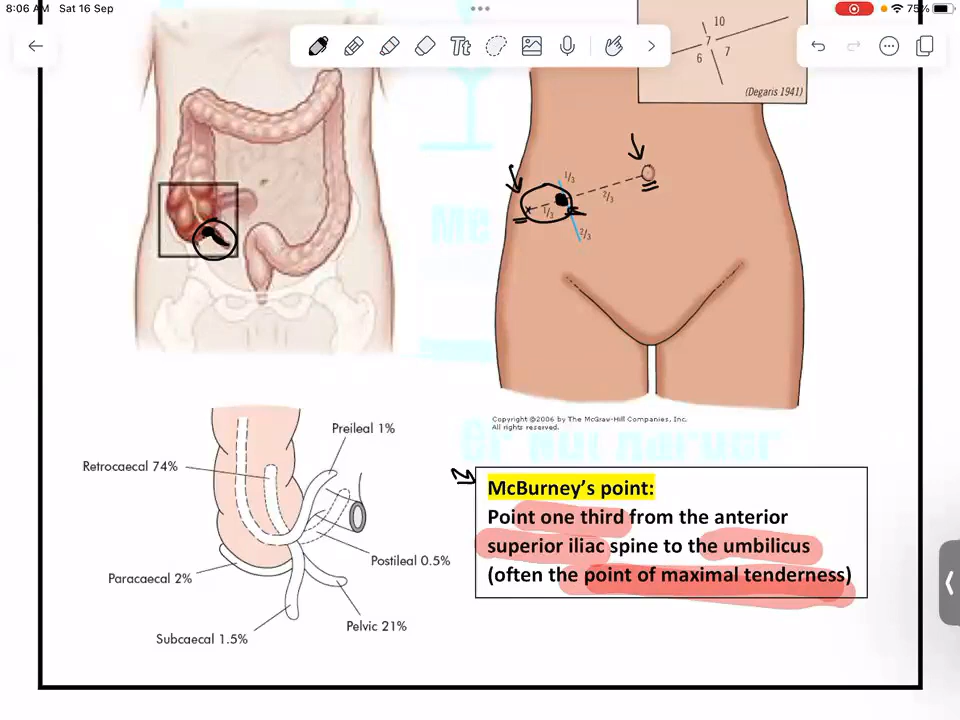 8:06 AM Sat 16 Sep
75%
Tt
10
7
6
7
(Degaris 1941)
1/3
2/3
1/3
2/3
Me
Copyright ©2006 by The McGraw-Hill Companies, Inc.
All rights reserved.
Preileal 1%
Retrocaecal 74%
Postileal 0.5%
Paracaecal 2%
Pelvic 21%
Subcaecal 1.5%
McBurney's point:
Point one third from the anterior
superior iliac spine to the umbilicus
(often the point of maximal tenderness)